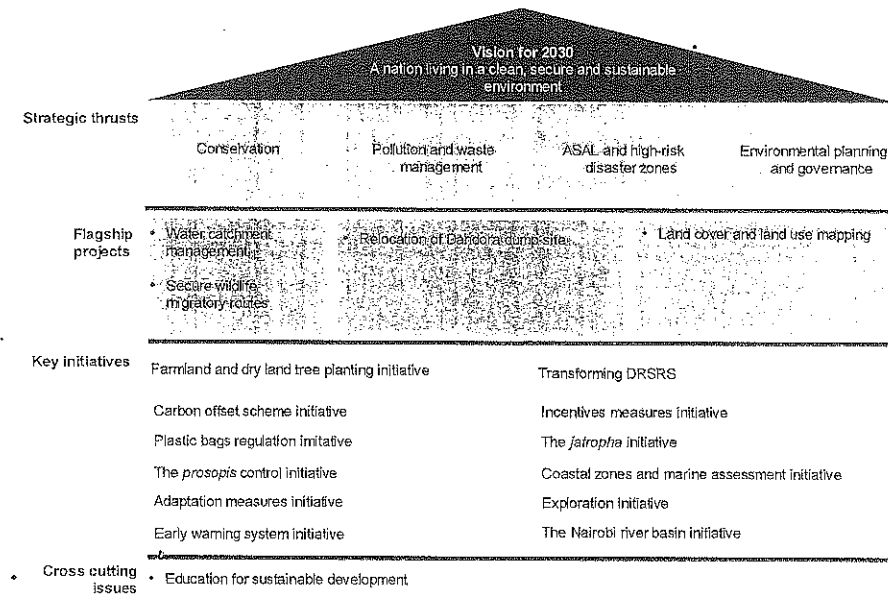 Vision for 2030
A nation living in a clean, secure and sustainable
environment
Strategic thrusts
Conservation
Pollution and waste
management
ASAL and high-risk
disaster zones
Environmental planning
and governance
Flagship
projects
• Water catchment
management
• Secure wildlife
migratory routes
• Relocation of Dandora dump site
• Land cover and land use mapping
Key initiatives
Farmland and dry land tree planting initiative
Carbon offset scheme initiative
Plastic bags regulation imitative
The prosopis control initiative
Adaptation measures initiative
Early warning system initiative
Transforming DRSRS
Incentives measures initiative
The jatropha initiative
Coastal zones and marine assessment initiative
Exploration initiative
The Nairobi river basin initiative
Cross cutting
issues
• Education for sustainable development